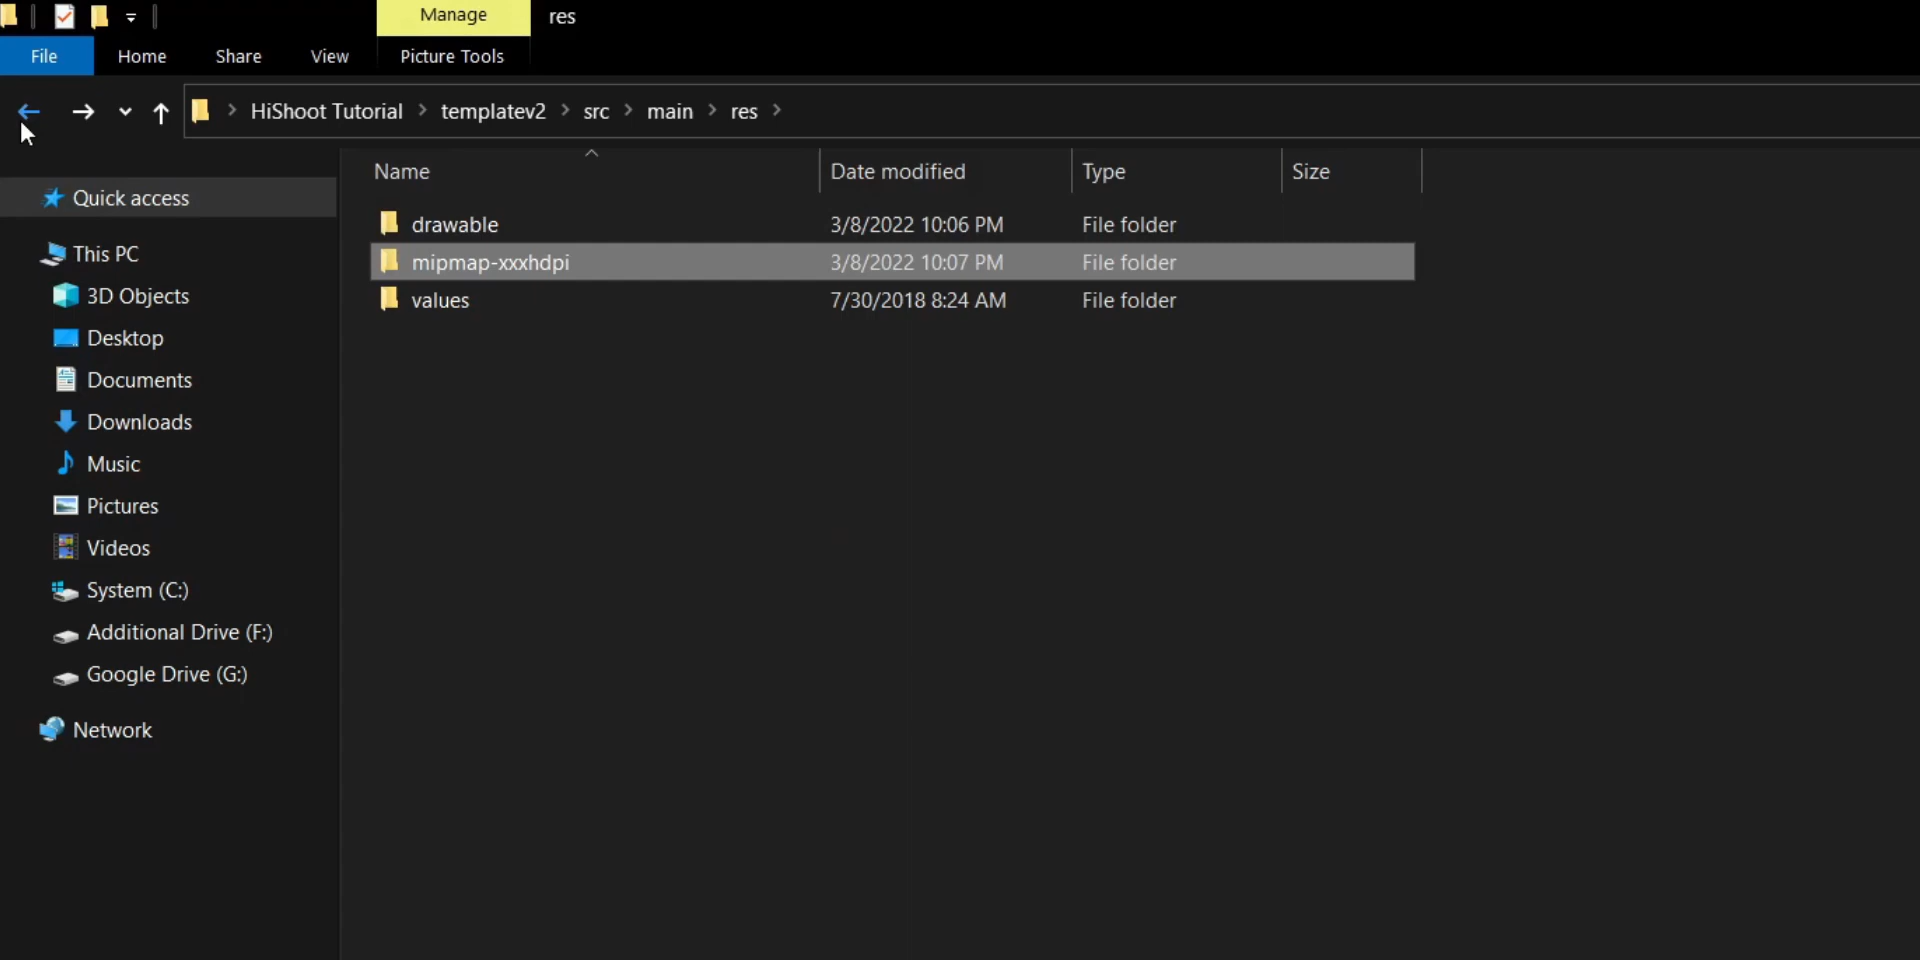 Manage res
File Home Share View Picture Tools
HiShoot Tutorial templatev2 src main res
Name Date modified Type Size
Quick access
This PC
3D Objects
Desktop
Documents
Downloads
Music
Pictures
Videos
System (C:)
Additional Drive (F:)
Google Drive (G:)
Network
drawable 3/8/2022 10:06 PM File folder
mipmap-xxxhdpi 3/8/2022 10:07 PM File folder
values 7/30/2018 8:24 AM File folder